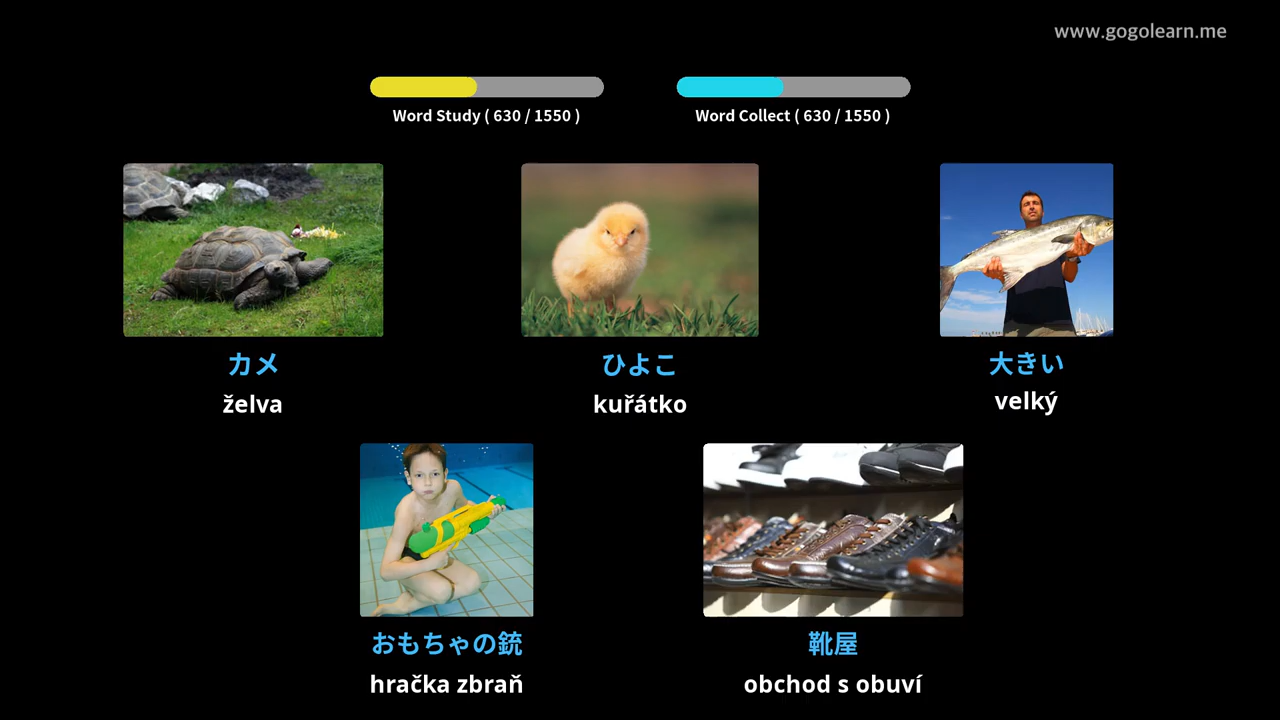 www.gogolearn.me
Word Study ( 630 / 1550 )
Word Collect ( 630 / 1550 )
カメ
želva
ひよこ
kuřátko
大きい
velký
おもちゃの銃
hračka zbraň
靴屋
obchod s obuví